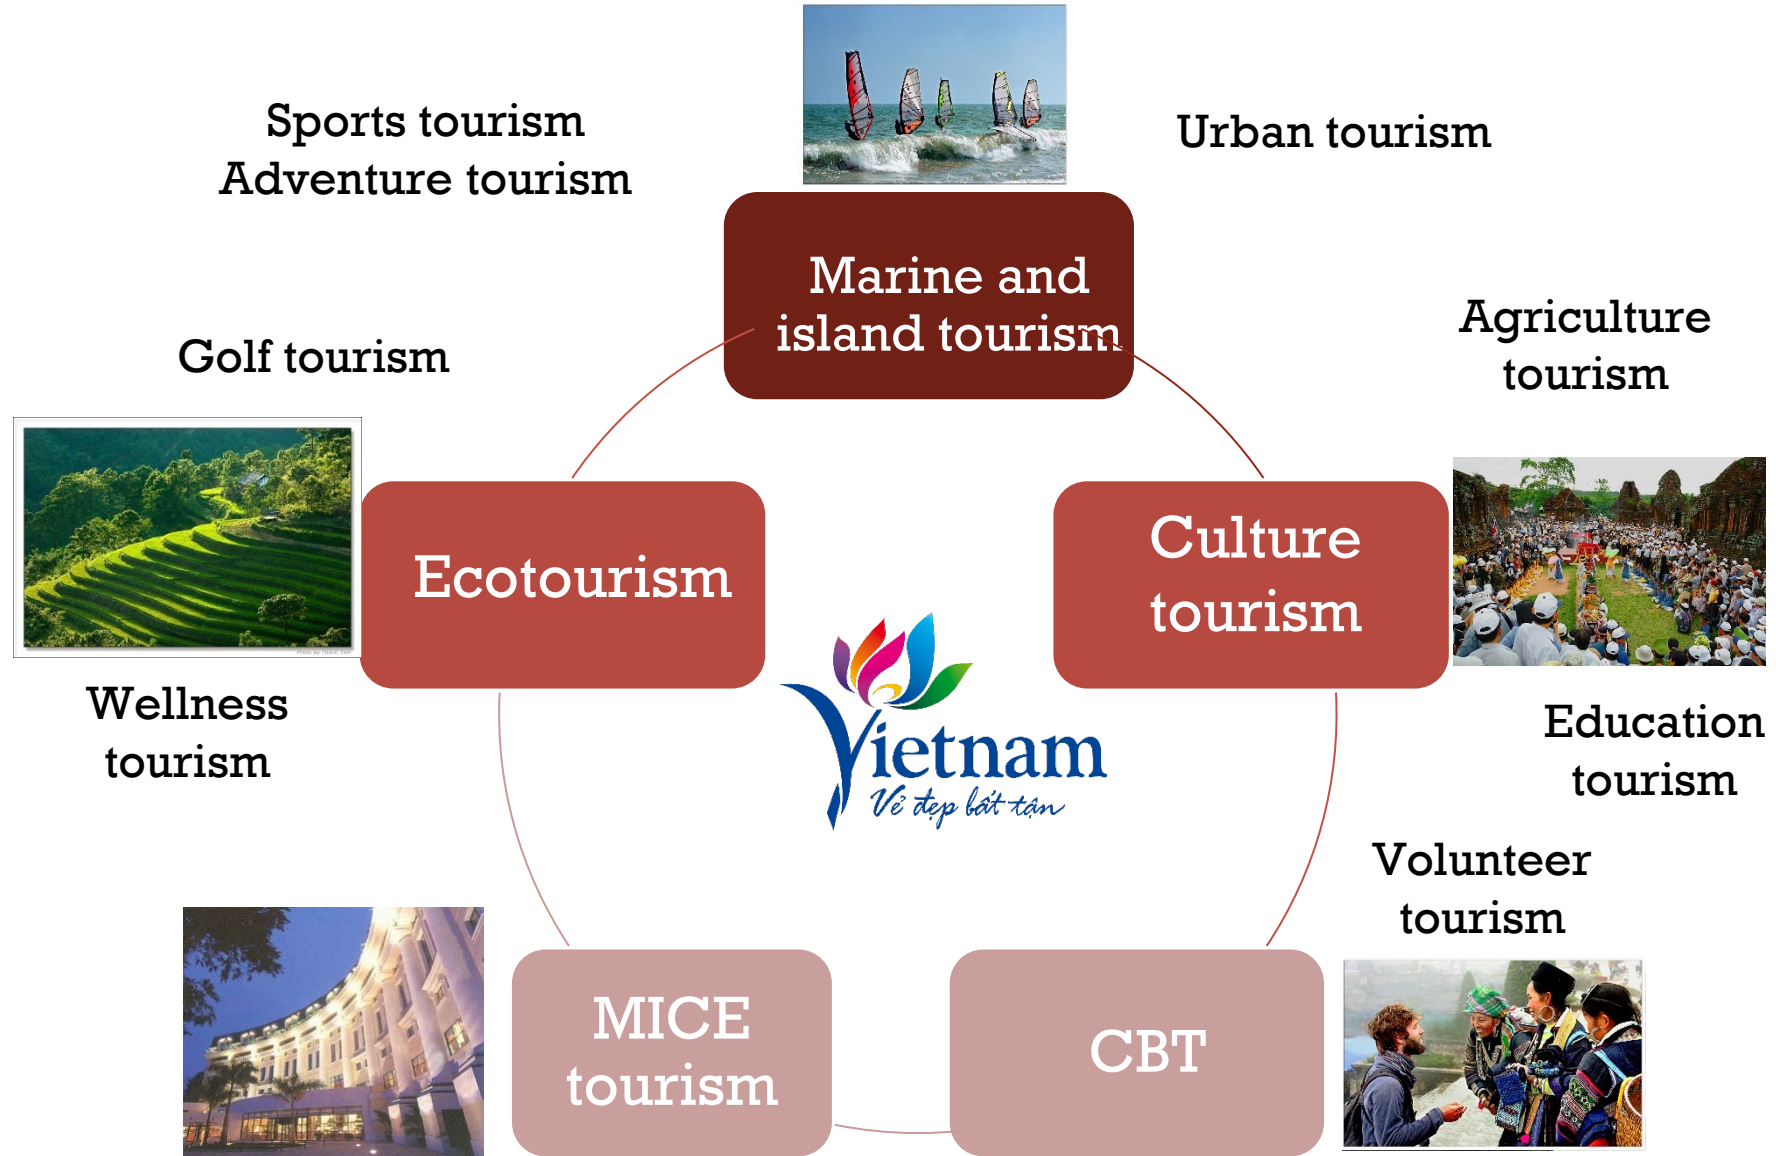 Sports tourism
Adventure tourism
Urban tourism
Marine and
island tourism
Golf tourism
Agriculture
tourism
Ecotourism
Culture
tourism
Vietnam
Vẻ đẹp bất tận
Wellness
tourism
Education
tourism
Volunteer
tourism
MICE
tourism
CBT